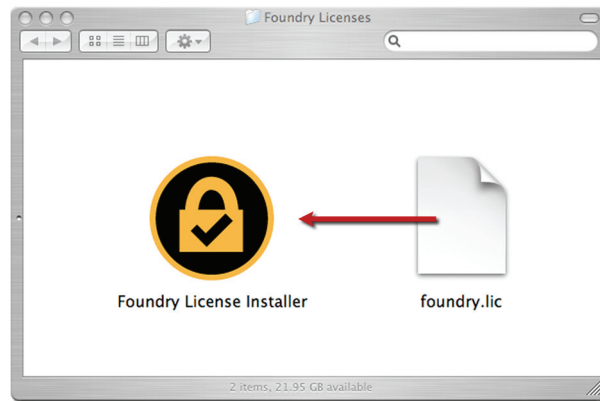 Foundry Licenses
Foundry License Installer
foundry.lic
2 items, 21.95 GB available